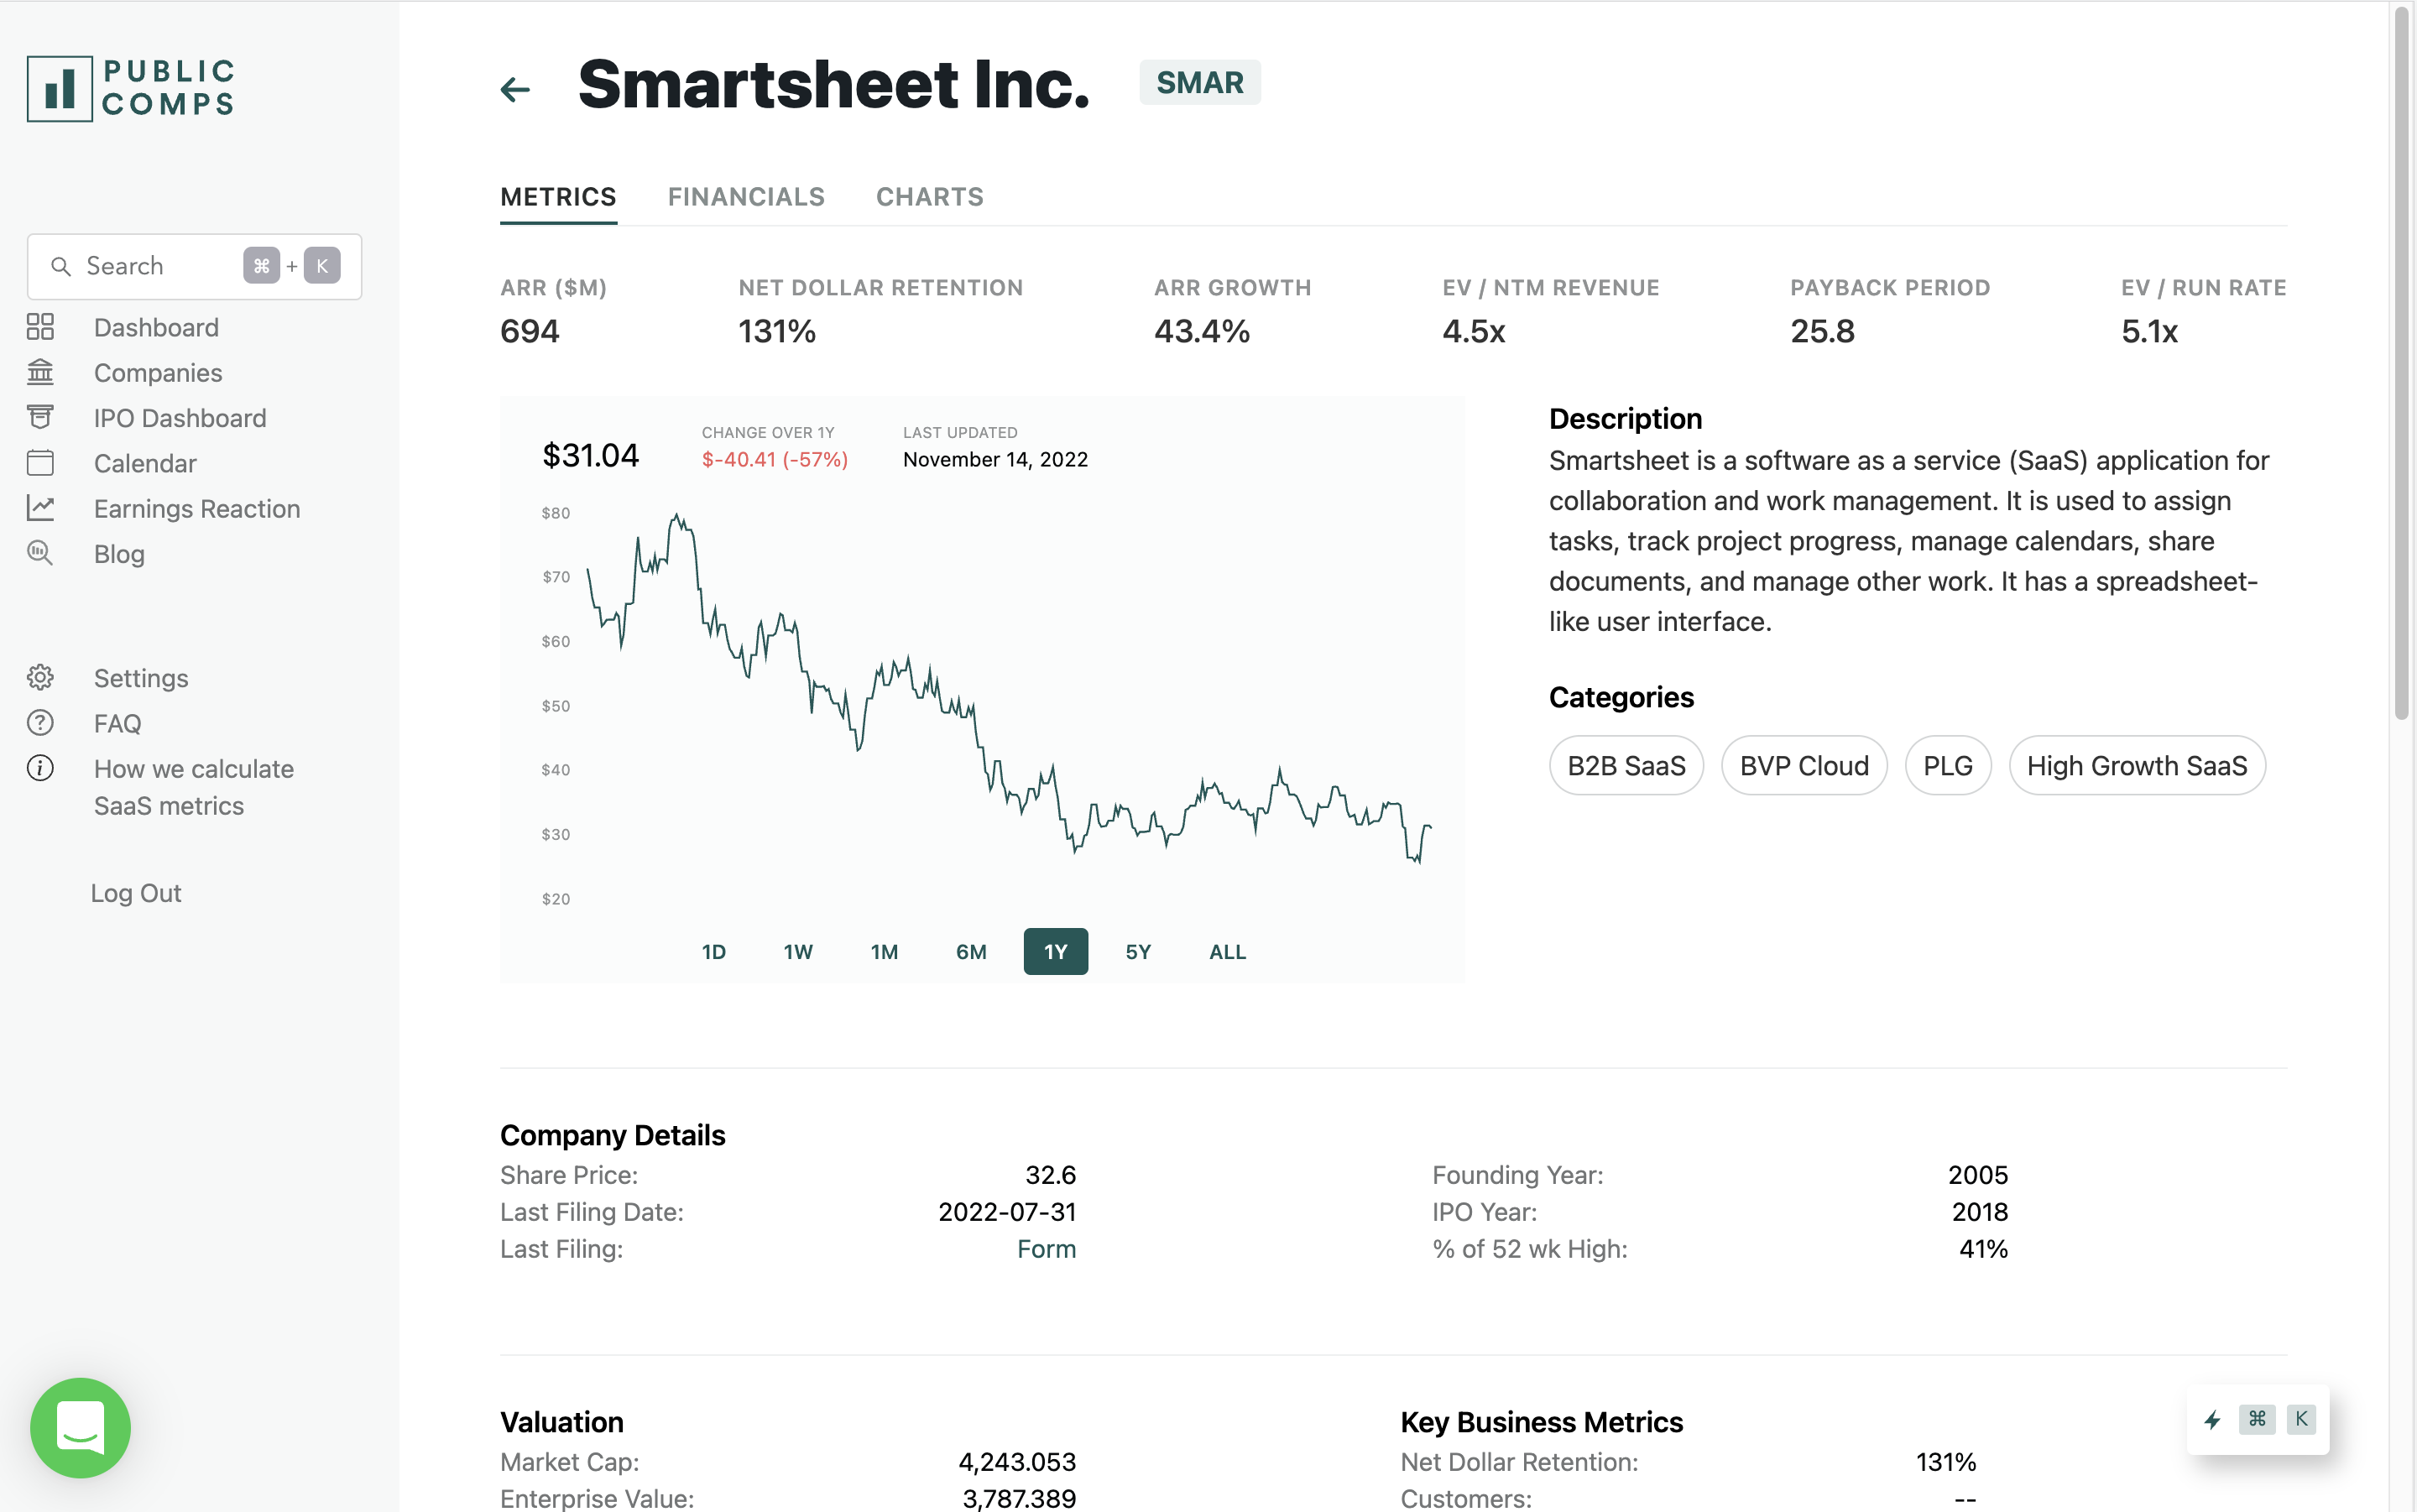 PUBLIC
COMPS
Search ⌘ + K
Dashboard
Companies
IPO Dashboard
Calendar
Earnings Reaction
Blog
Settings
FAQ
How we calculate
SaaS metrics
Log Out
Smartsheet Inc. SMAR
METRICS FINANCIALS CHARTS
ARR ($M) NET DOLLAR RETENTION ARR GROWTH EV / NTM REVENUE PAYBACK PERIOD EV / RUN RATE
694 131% 43.4% 4.5x 25.8 5.1x
CHANGE OVER 1Y LAST UPDATED
$31.04 $-40.41 (-57%) November 14, 2022
$80
$70
$60
$50
$40
$30
$20
1D 1W 1M 6M 1Y 5Y ALL
Description
Smartsheet is a software as a service (SaaS) application for
collaboration and work management. It is used to assign
tasks, track project progress, manage calendars, share
documents, and manage other work. It has a spreadsheet-
like user interface.
Categories
B2B SaaS BVP Cloud PLG High Growth SaaS
Company Details
Share Price: 32.6
Last Filing Date: 2022-07-31
Last Filing: Form
Founding Year: 2005
IPO Year: 2018
% of 52 wk High: 41%
Valuation
Market Cap: 4,243.053
Enterprise Value: 3,787.389
Key Business Metrics
Net Dollar Retention: 131%
Customers: --
⌘ K